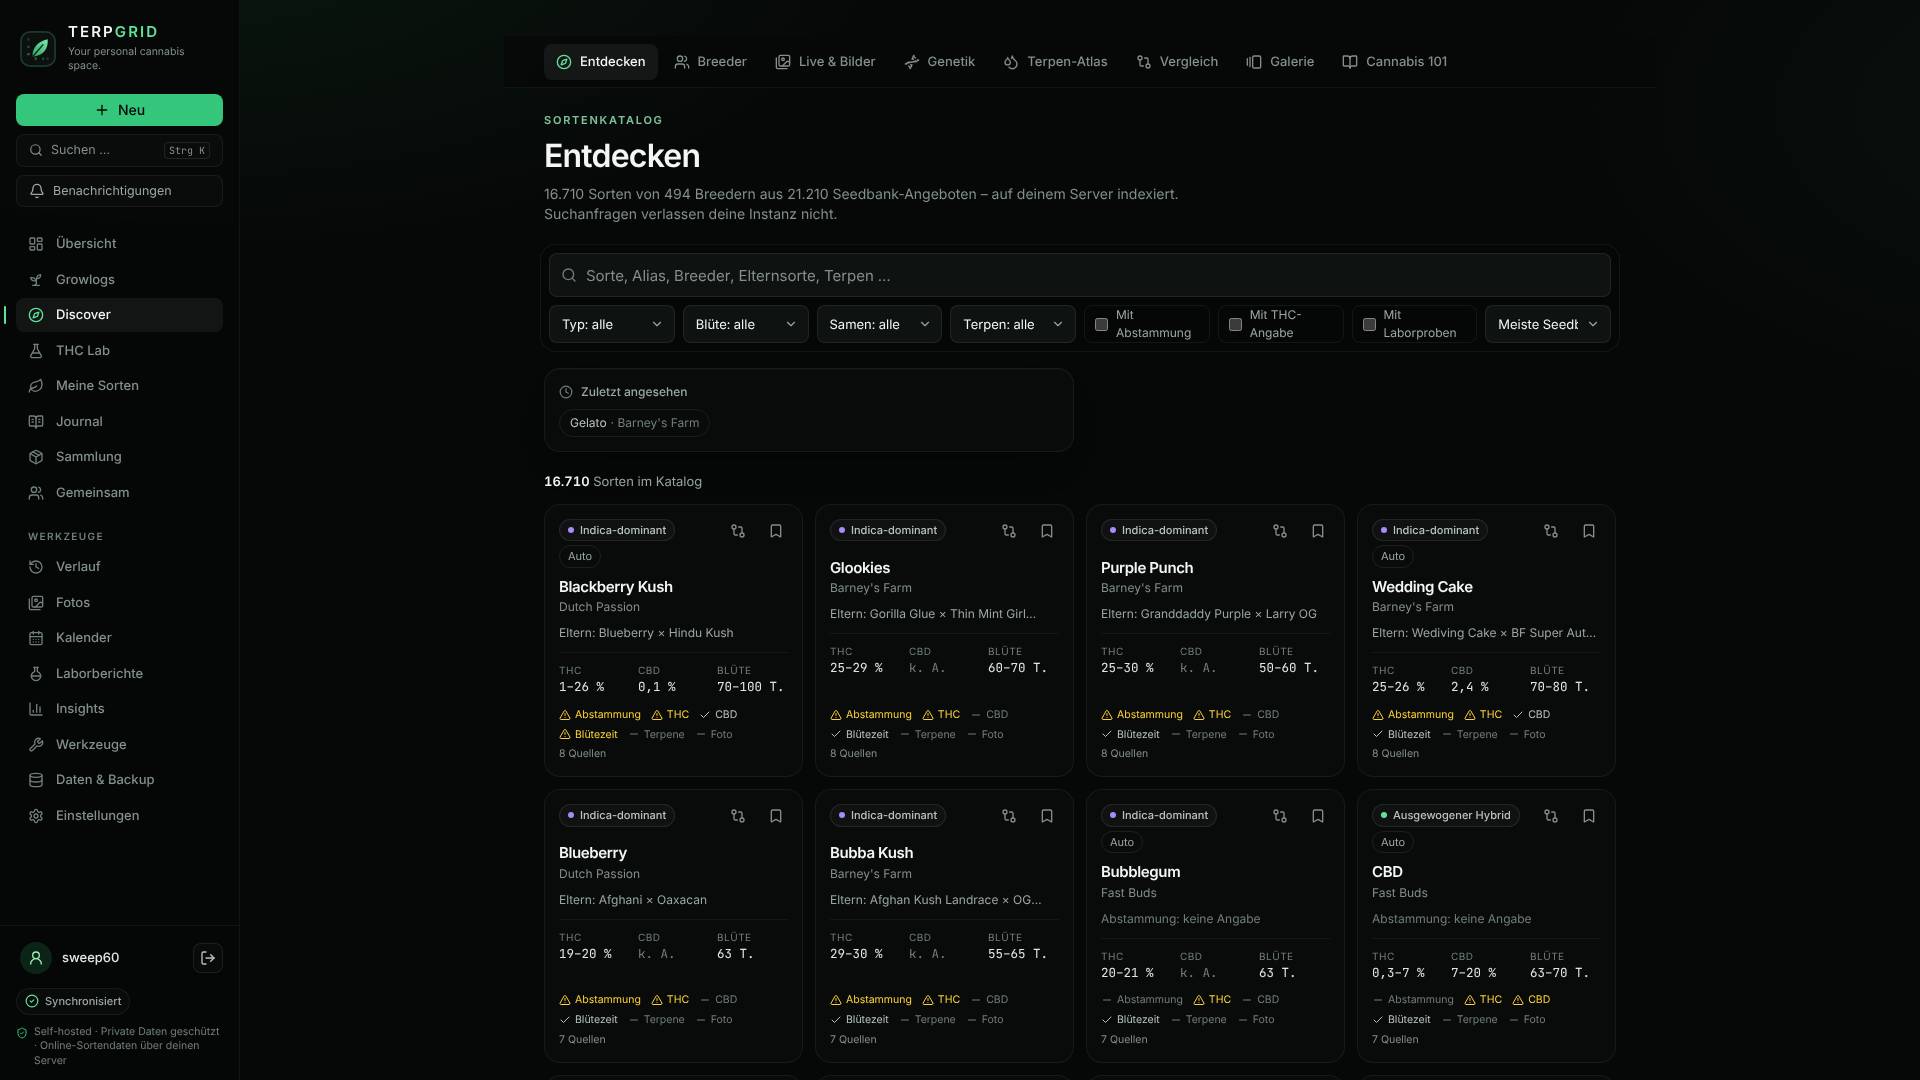 TERPGRID
Your personal cannabis
space.
Neu
Suchen ...
Strg K
Benachrichtigungen
Übersicht
Growlogs
Discover
THC Lab
Meine Sorten
Journal
Sammlung
Gemeinsam
WERKZEUGE
Verlauf
Fotos
Kalender
Laborberichte
Insights
Werkzeuge
Daten & Backup
Einstellungen
sweep60
Synchronisiert
Self-hosted · Private Daten geschützt
· Online-Sortendaten über deinen
Server
Entdecken
Breeder
Live & Bilder
Genetik
Terpen-Atlas
Vergleich
Galerie
Cannabis 101
SORTENKATALOG
Entdecken
16.710 Sorten von 494 Breedern aus 21.210 Seedbank-Angeboten – auf deinem Server indexiert.
Suchanfragen verlassen deine Instanz nicht.
Sorte, Alias, Breeder, Elternsorte, Terpen ...
Typ: alle
Blüte: alle
Samen: alle
Terpen: alle
Mit
Abstammung
Mit THC-
Angabe
Mit
Laborproben
Meiste Seedb
Zuletzt angesehen
Gelato · Barney's Farm
16.710 Sorten im Katalog
Indica-dominant
Auto
Blackberry Kush
Dutch Passion
Eltern: Blueberry × Hindu Kush
THC CBD BLÜTE
1–26 % 0,1 % 70–100 T.
Abstammung THC CBD
Blütezeit – Terpene – Foto
8 Quellen
Indica-dominant
Glookies
Barney's Farm
Eltern: Gorilla Glue × Thin Mint Girl...
THC CBD BLÜTE
25–29 % k. A. 60–70 T.
Abstammung THC – CBD
Blütezeit – Terpene – Foto
8 Quellen
Indica-dominant
Purple Punch
Barney's Farm
Eltern: Granddaddy Purple × Larry OG
THC CBD BLÜTE
25–30 % k. A. 50–60 T.
Abstammung THC – CBD
Blütezeit – Terpene – Foto
8 Quellen
Indica-dominant
Auto
Wedding Cake
Barney's Farm
Eltern: Wediving Cake × BF Super Aut...
THC CBD BLÜTE
25–26 % 2,4 % 70–80 T.
Abstammung THC CBD
Blütezeit – Terpene – Foto
8 Quellen
Indica-dominant
Blueberry
Dutch Passion
Eltern: Afghani × Oaxacan
THC CBD BLÜTE
19–20 % k. A. 63 T.
Abstammung THC – CBD
Blütezeit – Terpene – Foto
7 Quellen
Indica-dominant
Bubba Kush
Barney's Farm
Eltern: Afghan Kush Landrace × OG...
THC CBD BLÜTE
29–30 % k. A. 55–65 T.
Abstammung THC – CBD
Blütezeit – Terpene – Foto
7 Quellen
Indica-dominant
Auto
Bubblegum
Fast Buds
Abstammung: keine Angabe
THC CBD BLÜTE
20–21 % k. A. 63 T.
– Abstammung THC – CBD
Blütezeit – Terpene – Foto
7 Quellen
Ausgewogener Hybrid
Auto
CBD
Fast Buds
Abstammung: keine Angabe
THC CBD BLÜTE
0,3–7 % 7–20 % 63–70 T.
– Abstammung THC CBD
Blütezeit – Terpene – Foto
7 Quellen